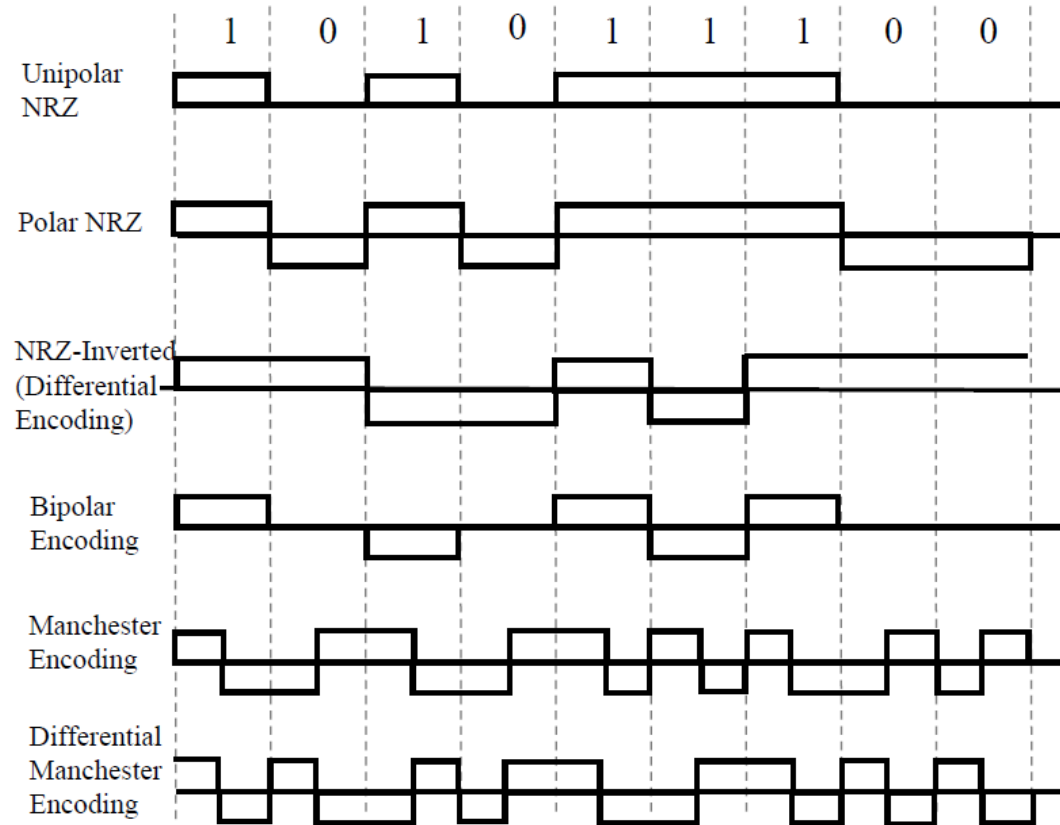 1 0 1 0 1 1 1 0 0
Unipolar
NRZ
Polar NRZ
NRZ-Inverted
(Differential
Encoding)
Bipolar
Encoding
Manchester
Encoding
Differential
Manchester
Encoding